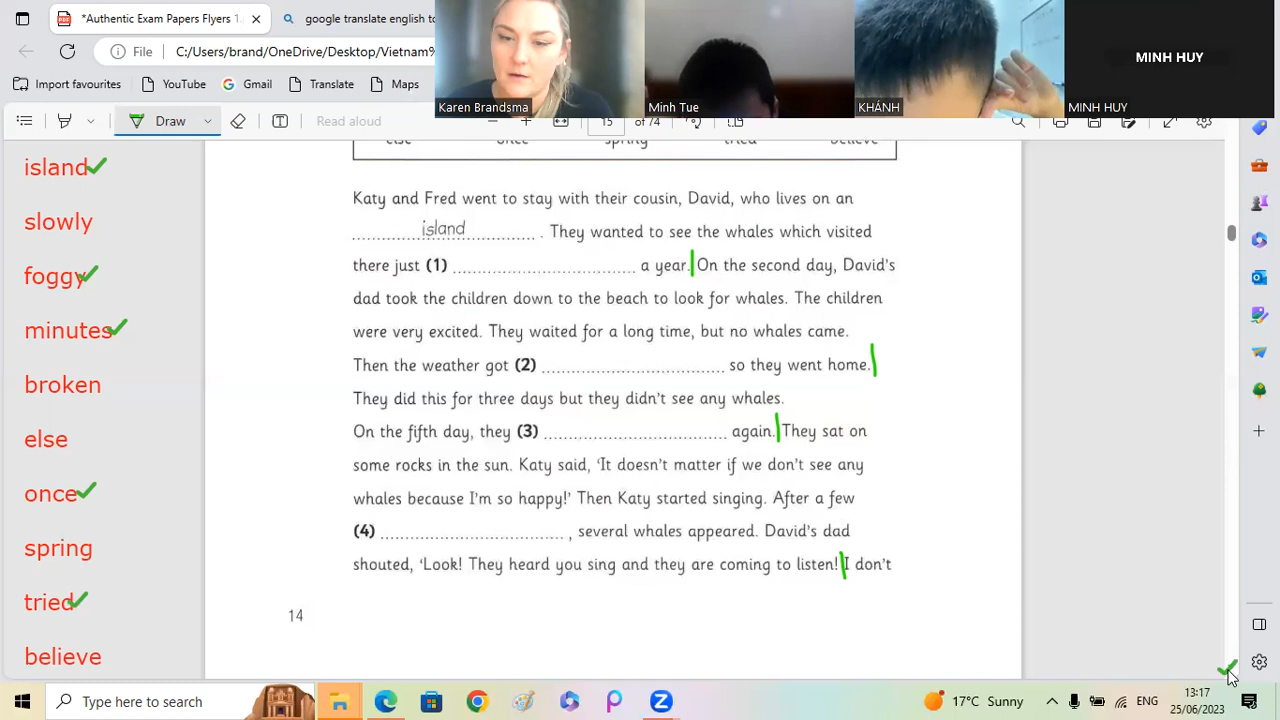 *Authentic Exam Papers Flyers 1
google translate english to
File
C:/Users/brand/OneDrive/Desktop/Vietnam%
Import favourites
YouTube
Gmail
Facebook
Maps
Karen Brandsma
Minh Tue
KHÁNH
MINH HUY
MINH HUY
Draw
Read aloud
15
of 74
island
slowly
foggy
minutes
broken
else
once
spring
tried
believe
else once spring tried believe
Katy and Fred went to stay with their cousin, David, who lives on an
island . They wanted to see the whales which visited
there just (1) a year. On the second day, David's
dad took the children down to the beach to look for whales. The children
were very excited. They waited for a long time, but no whales came.
Then the weather got (2) so they went home.
They did this for three days but they didn't see any whales.
On the fifth day, they (3) again. They sat on
some rocks in the sun. Katy said, 'It doesn't matter if we don't see any
whales because I'm so happy!' Then Katy started singing. After a few
(4) , several whales appeared. David's dad
shouted, 'Look! They heard you sing and they are coming to listen! I don't
14
Type here to search
17°C Sunny
ENG
13:17
25/06/2023